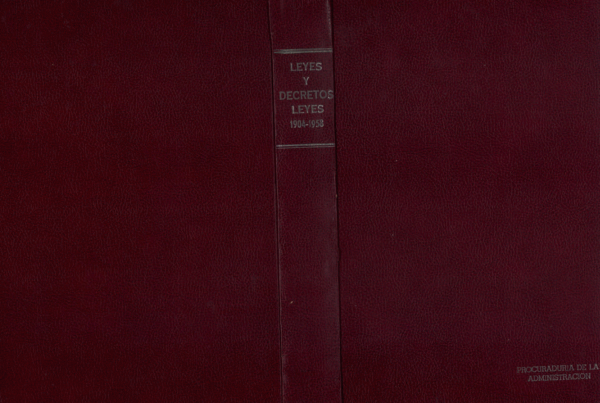 LEYES
Y
DECRETOS
LEYES
1904-1958
PROCURADURIA DE LA
ADMINISTRACION